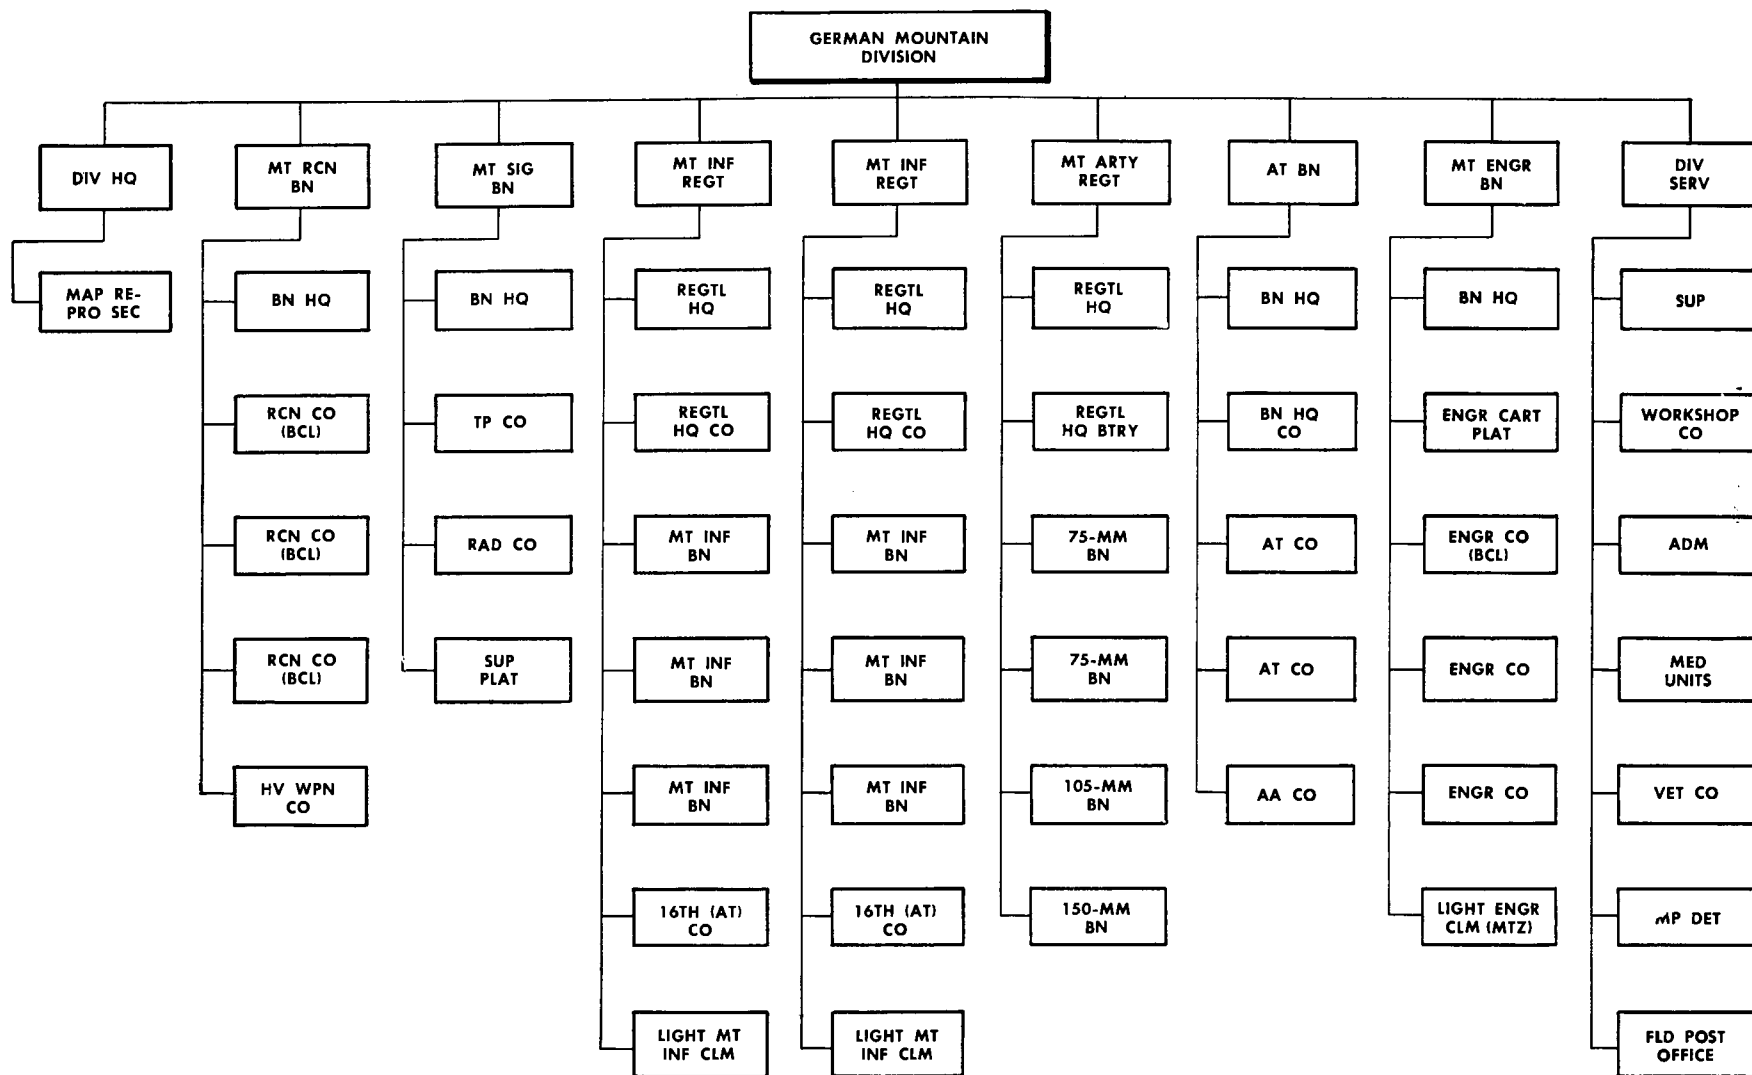 GERMAN MOUNTAIN
DIVISION
DIV HQ
MAP RE-
PRO SEC
MT RCN
BN
BN HQ
RCN CO
(BCL)
RCN CO
(BCL)
RCN CO
(BCL)
HV WPN
CO
MT SIG
BN
BN HQ
TP CO
RAD CO
SUP
PLAT
MT INF
REGT
REGTL
HQ
REGTL
HQ CO
MT INF
BN
MT INF
BN
MT INF
BN
16TH (AT)
CO
LIGHT MT
INF CLM
MT INF
REGT
REGTL
HQ
REGTL
HQ CO
MT INF
BN
MT INF
BN
MT INF
BN
16TH (AT)
CO
LIGHT MT
INF CLM
MT ARTY
REGT
REGTL
HQ
REGTL
HQ BTRY
75-MM
BN
75-MM
BN
105-MM
BN
150-MM
BN
AT BN
BN HQ
BN HQ
CO
AT CO
AT CO
AA CO
MT ENGR
BN
BN HQ
ENGR CART
PLAT
ENGR CO
(BCL)
ENGR CO
ENGR CO
LIGHT ENGR
CLM (MTZ)
DIV
SERV
SUP
WORKSHOP
CO
ADM
MED
UNITS
VET CO
MP DET
FLD POST
OFFICE